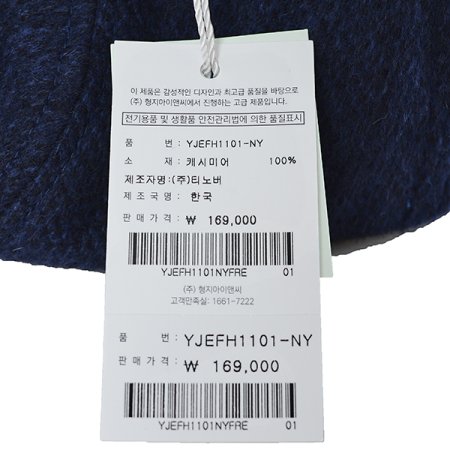 이 제품은 감성적인 디자인과 최고급 품질을 바탕으로
(주) 형지아이앤씨에서 진행하는 고급 제품입니다.
전기용품 및 생활품 안전관리법에 의한 품질표시
품 번: YJEFH1101-NY
소 재: 캐시미어 100%
제조자명:(주)티노버
제조국명: 한국
판매가격: ₩ 169,000
YJEFH1101NYFRE 01
(주) 형지아이앤씨
고객만족실: 1661-7222
품 번: YJEFH1101-NY
판매가격: ₩ 169,000
YJEFH1101NYFRE 01